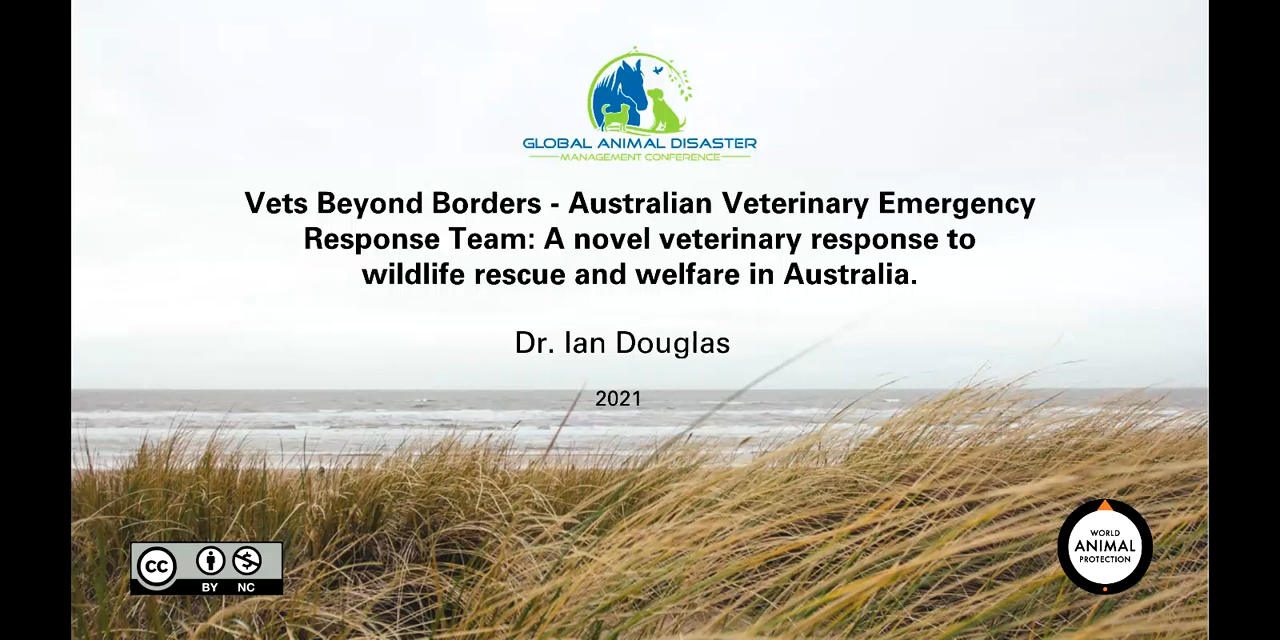 GLOBAL ANIMAL DISASTER
MANAGEMENT CONFERENCE
Vets Beyond Borders - Australian Veterinary Emergency
Response Team: A novel veterinary response to
wildlife rescue and welfare in Australia.
Dr. Ian Douglas
2021
cc
BY NC
WORLD
ANIMAL
PROTECTION